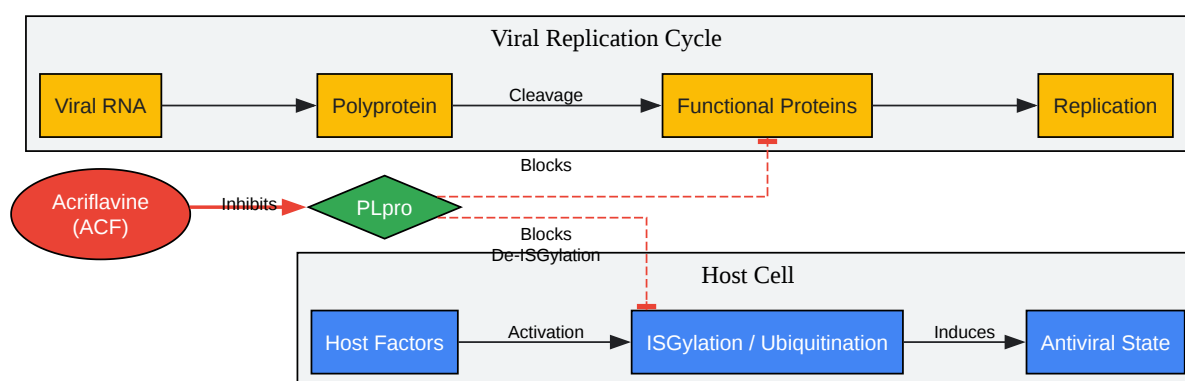 Viral Replication Cycle
Viral RNA
Polyprotein
Cleavage
Functional Proteins
Replication
Blocks
Acriflavine
(ACF)
Inhibits
PLpro
Blocks
De-ISGylation
Host Cell
Host Factors
Activation
ISGylation / Ubiquitination
Induces
Antiviral State